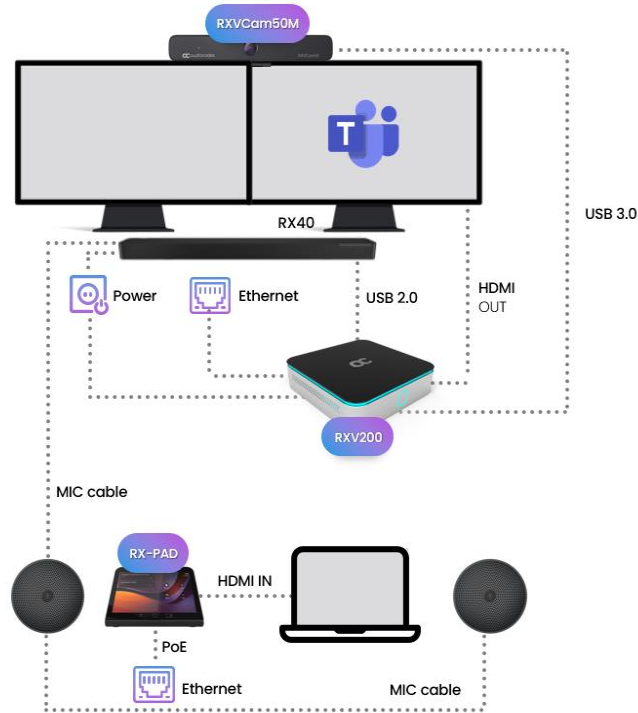 RXVCam50M
RX40
USB 3.0
Power
Ethernet
USB 2.0
HDMI
OUT
RXV200
MIC cable
RX-PAD
HDMI IN
PoE
Ethernet
MIC cable
T